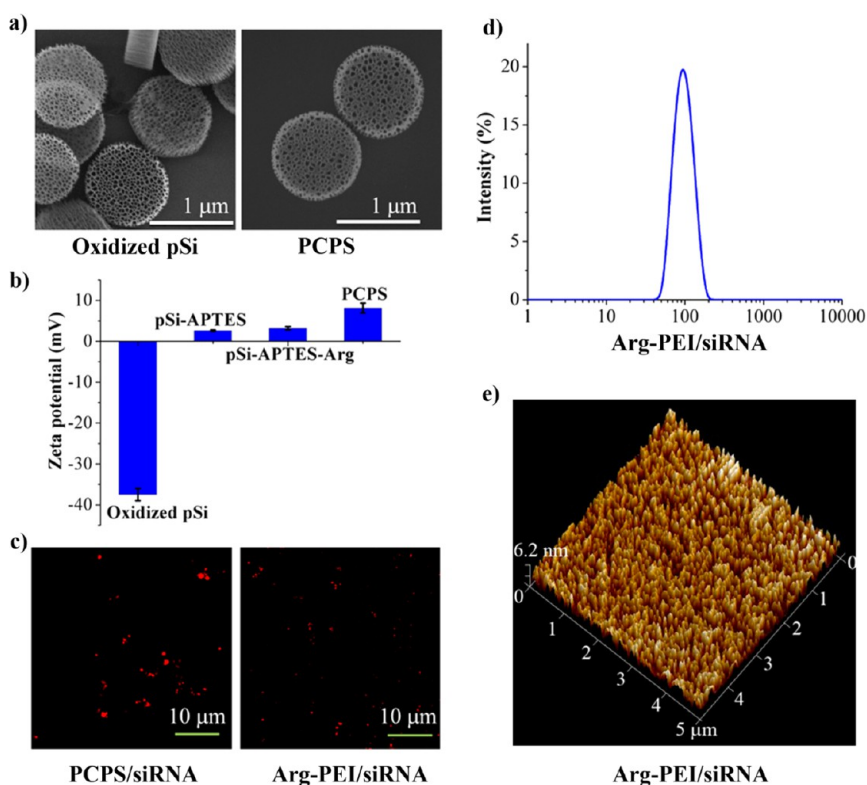 a)
1 μm
1 μm
Oxidized pSi
PCPS
b)
Zeta potential (mV)
10
0
-10
-20
-30
-40
pSi-APTES
PCPS
pSi-APTES-Arg
Oxidized pSi
c)
10 μm
10 μm
PCPS/siRNA
Arg-PEI/siRNA
d)
Intensity (%)
20
15
10
5
0
1
10
100
1000
10000
Arg-PEI/siRNA
e)
6.2 nm
0
0
1
1
2
2
3
3
4
4
5 μm
Arg-PEI/siRNA